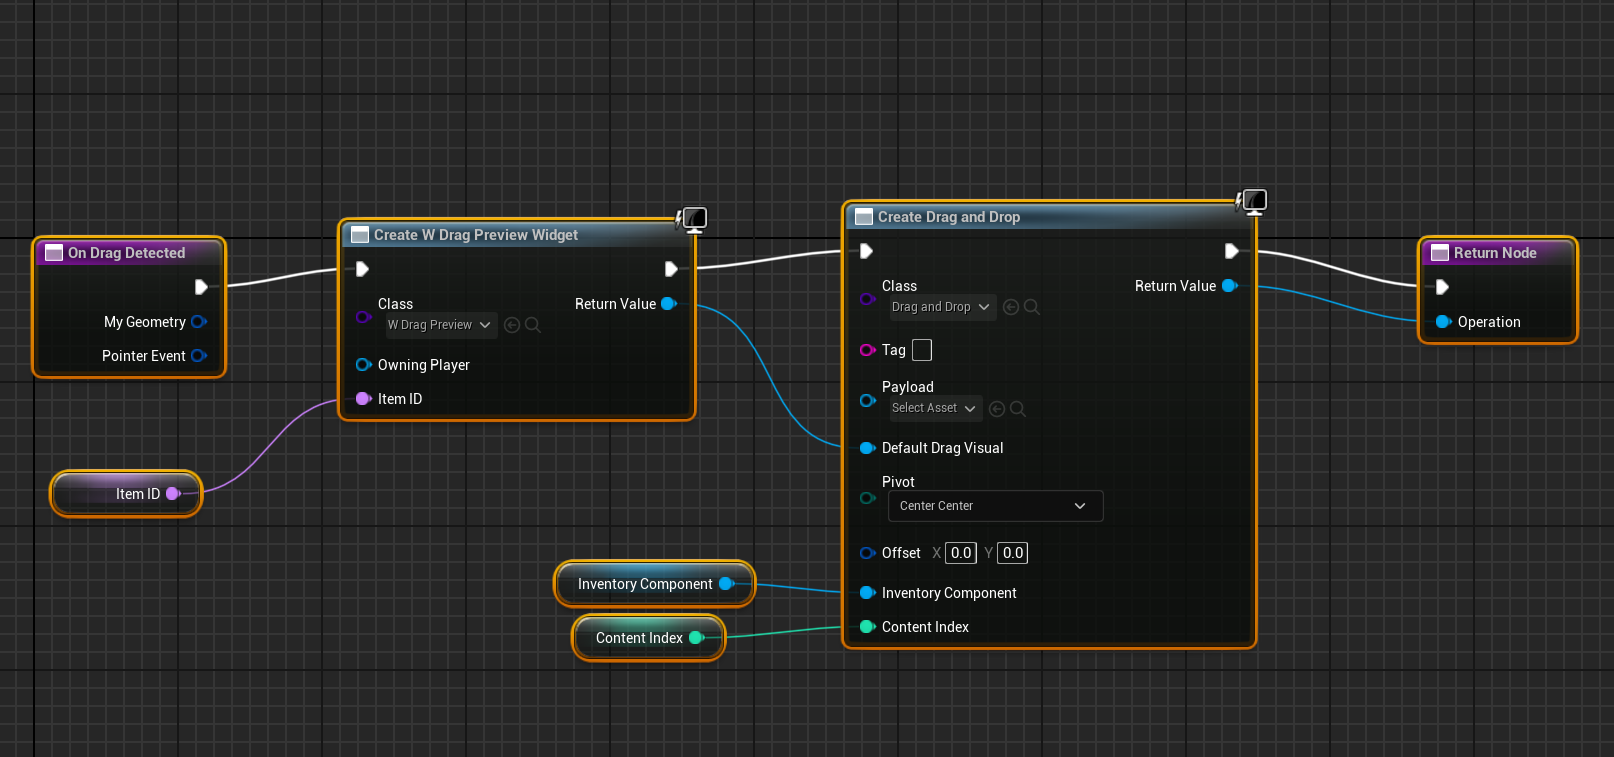 On Drag Detected
My Geometry
Pointer Event
Item ID
Create W Drag Preview Widget
Class
W Drag Preview
Return Value
Owning Player
Item ID
Inventory Component
Content Index
Create Drag and Drop
Class
Drag and Drop
Return Value
Tag
Payload
Select Asset
Default Drag Visual
Pivot
Center Center
Offset X 0.0 Y 0.0
Inventory Component
Content Index
Return Node
Operation